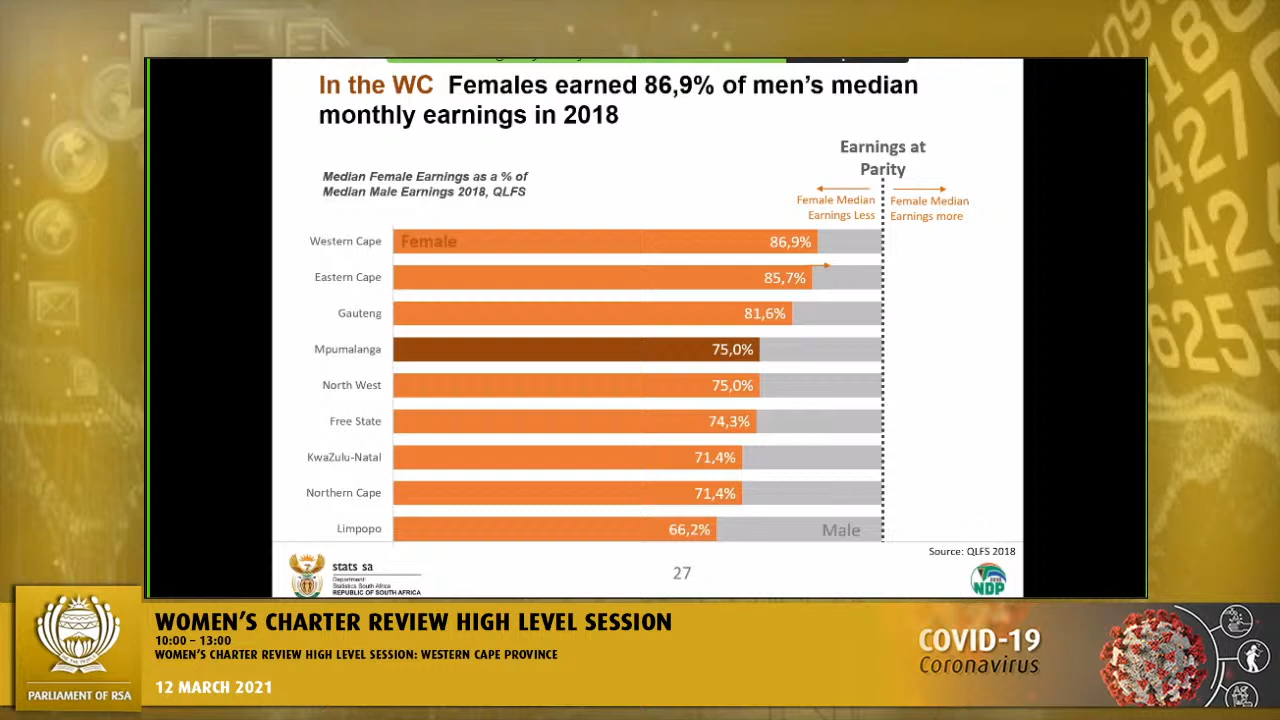 In the WC Females earned 86,9% of men's median
monthly earnings in 2018
Earnings at
Parity
Median Female Earnings as a % of
Median Male Earnings 2018, QLFS
Female Median
Earnings Less
Female Median
Earnings more
Western Cape Female 86,9%
Eastern Cape 85,7%
Gauteng 81,6%
Mpumalanga 75,0%
North West 75,0%
Free State 74,3%
KwaZulu-Natal 71,4%
Northern Cape 71,4%
Limpopo 66,2% Male
Source: QLFS 2018
stats sa
Department:
Statistics South Africa
REPUBLIC OF SOUTH AFRICA
27
NDP
WOMEN'S CHARTER REVIEW HIGH LEVEL SESSION
10:00 – 13:00
WOMEN'S CHARTER REVIEW HIGH LEVEL SESSION: WESTERN CAPE PROVINCE
12 MARCH 2021
PARLIAMENT OF RSA
COVID-19
Coronavirus